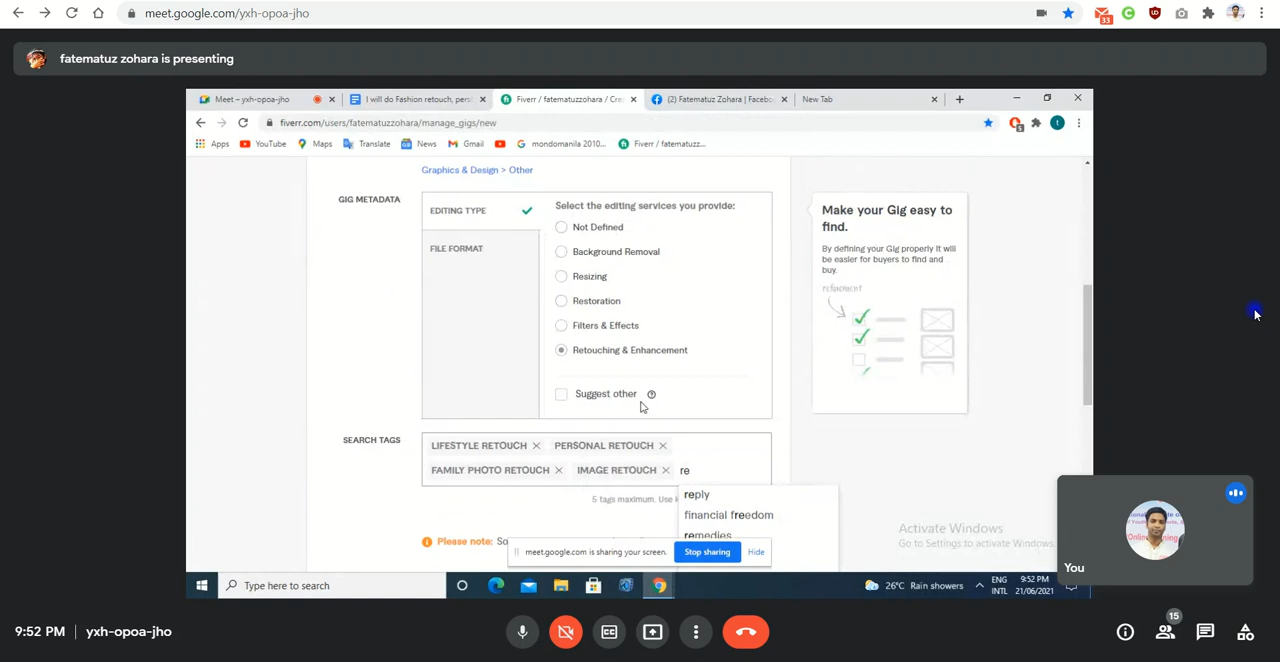 meet.google.com/yxh-opoa-jho
33
fatematuz zohara is presenting
Meet – yxh-opoa-jho
I will do Fashion retouch, pers
Fiverr / fatematuzzohara / Cre
(2) Fatematuz Zohara | Facebo
New Tab
fiverr.com/users/fatematuzzohara/manage_gigs/new
5
t
Apps
YouTube
Maps
Translate
News
Gmail
mondomanila 2010...
Fiverr / fatematuzz...
Graphics & Design > Other
GIG METADATA
EDITING TYPE
FILE FORMAT
Select the editing services you provide:
Not Defined
Background Removal
Resizing
Restoration
Filters & Effects
Retouching & Enhancement
Suggest other
Make your Gig easy to
find.
By defining your Gig properly It will
be easier for buyers to find and
buy.
refinement
SEARCH TAGS
LIFESTYLE RETOUCH
PERSONAL RETOUCH
FAMILY PHOTO RETOUCH
IMAGE RETOUCH
re
5 tags maximum. Use
reply
financial freedom
remedies
Please note: So
meet.google.com is sharing your screen.
Stop sharing
Hide
Activate Windows
Go to Settings to activate Windows.
You
Type here to search
26°C Rain showers
ENG
INTL
9:52 PM
21/06/2021
9:52 PM
yxh-opoa-jho
15